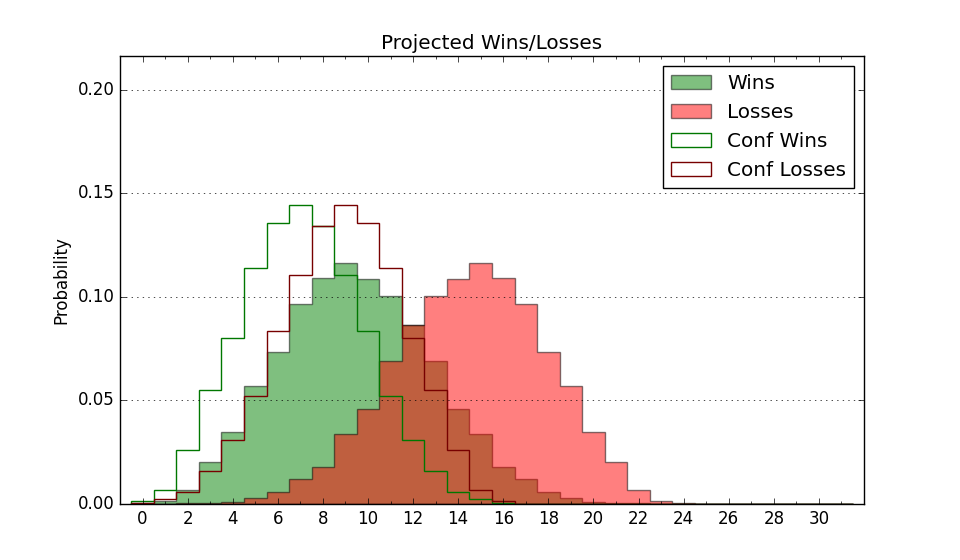 Projected Wins/Losses
Wins
Losses
Conf Wins
Conf Losses
Probability
0.20
0.15
0.10
0.05
0.00
0 2 4 6 8 10 12 14 16 18 20 22 24 26 28 30